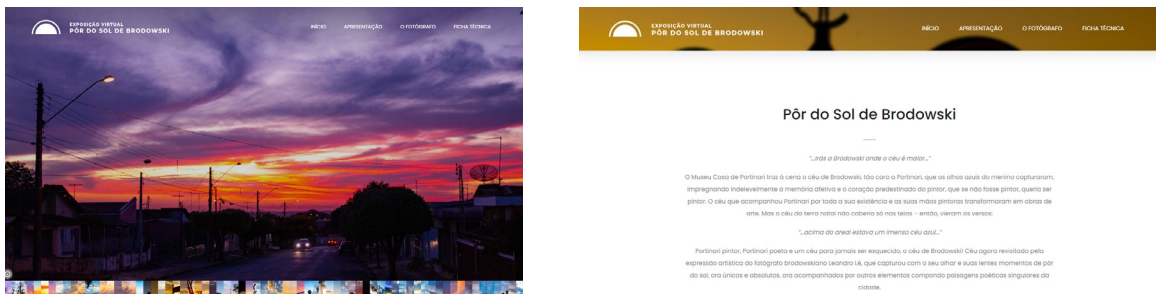 EXPOSIÇÃO VIRTUAL
PÔR DO SOL DE BRODOWSKI
INÍCIO APRESENTAÇÃO O FOTÓGRAFO FICHA TÉCNICA
EXPOSIÇÃO VIRTUAL
PÔR DO SOL DE BRODOWSKI
INÍCIO APRESENTAÇÃO O FOTÓGRAFO FICHA TÉCNICA
Pôr do Sol de Brodowski
“...Irás a Brodowski onde o céu é maior...”
O Museu Casa de Portinari traz à cena o céu de Brodowski, tão caro a Portinari, que os olhos azuis do menino capturaram,
impregnando indelevelmente a memória afetiva e o coração predestinado do pintor, que se não fosse pintor, queria ser
pintor. O céu que acompanhou Portinari por toda a sua existência e as suas mãos pintoras transformaram em obras de
arte. Mas o céu da terra natal não caberia só nas telas – então, vieram os versos:
“...acima do areal estava um imenso céu azul...”
Portinari pintor, Portinari poeta e um céu para jamais ser esquecido, o céu de Brodowski! Céu agora revisitado pela
expressão artística do fotógrafo brodowskiano Leandro Lé, que capturou com o seu olhar e suas lentes momentos de pôr
do sol, ora únicos e absolutos, ora acompanhados por outros elementos compondo paisagens poéticas singulares da
cidade.